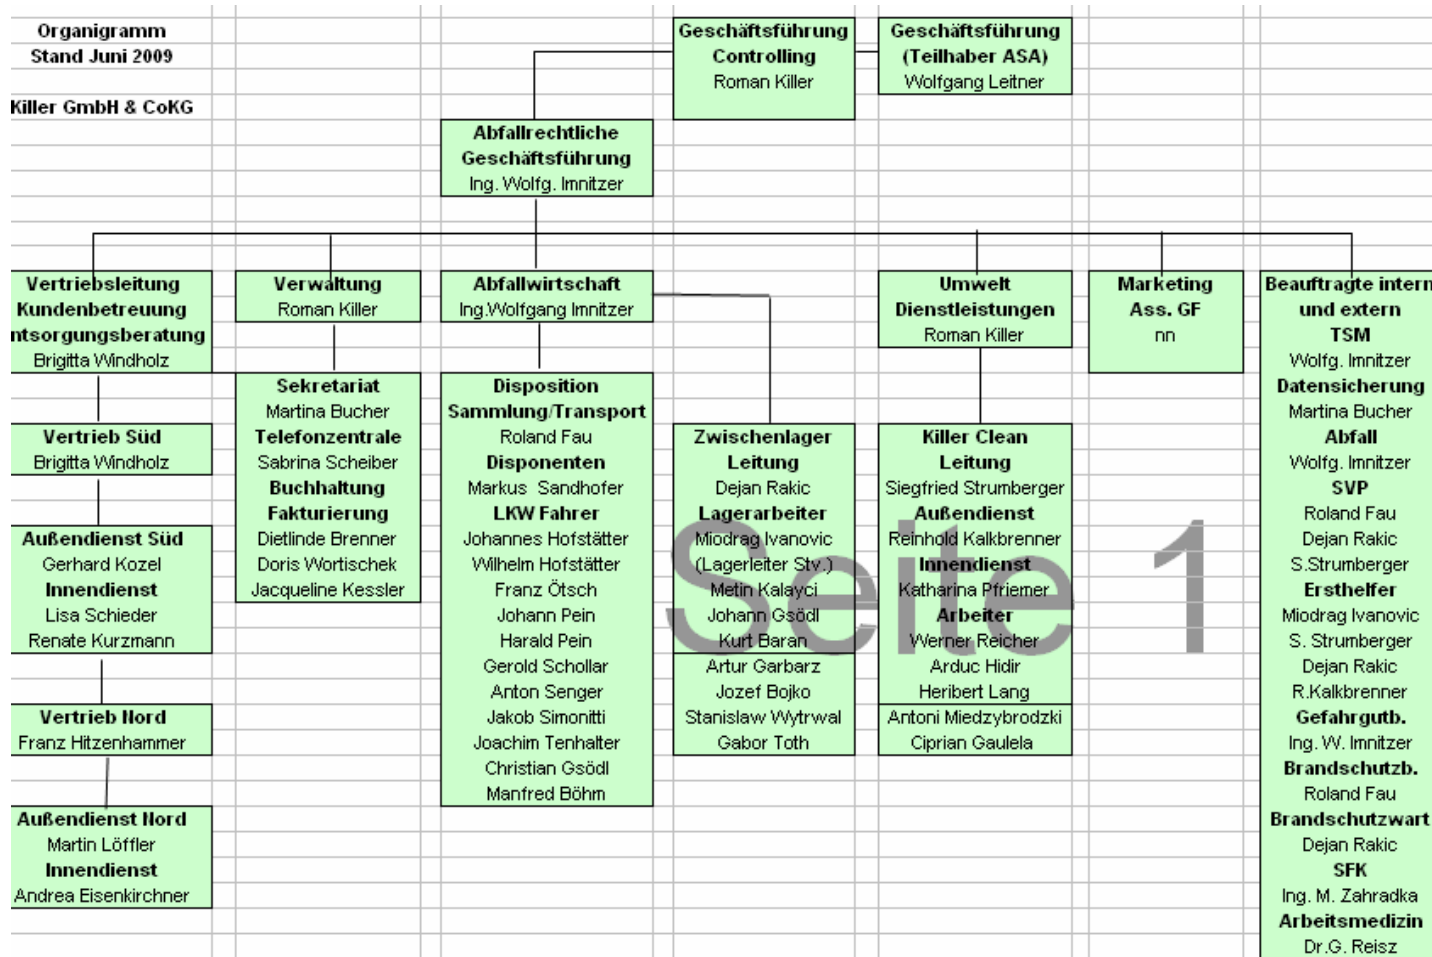 Organigramm
Stand Juni 2009
Killer GmbH & CoKG
Geschäftsführung
Controlling
Roman Killer
Geschäftsführung
(Teilhaber ASA)
Wolfgang Leitner
Abfallrechtliche
Geschäftsführung
Ing. Wolfg. Imnitzer
Vertriebsleitung
Kundenbetreuung
ntsorgungsberatung
Brigitta Windholz
Vertrieb Süd
Brigitta Windholz
Außendienst Süd
Gerhard Kozel
Innendienst
Lisa Schieder
Renate Kurzmann
Vertrieb Nord
Franz Hitzenhammer
Außendienst Nord
Martin Löffler
Innendienst
Andrea Eisenkirchner
Verwaltung
Roman Killer
Sekretariat
Martina Bucher
Telefonzentrale
Sabrina Scheiber
Buchhaltung
Fakturierung
Dietlinde Brenner
Doris Wortischek
Jacqueline Kessler
Abfallwirtschaft
Ing.Wolfgang Imnitzer
Disposition
Sammlung/Transport
Roland Fau
Disponenten
Markus Sandhofer
LKW Fahrer
Johannes Hofstätter
Wilhelm Hofstätter
Franz Ötsch
Johann Pein
Harald Pein
Gerold Schollar
Anton Senger
Jakob Simonitti
Joachim Tenhalter
Christian Gsödl
Manfred Böhm
Zwischenlager
Leitung
Dejan Rakic
Lagerarbeiter
Miodrag Ivanovic
(Lagerleiter Stv.)
Metin Kalayci
Johann Gsödl
Kurt Baran
Artur Garbarz
Jozef Bojko
Stanislaw Wytrwal
Gabor Toth
Umwelt
Dienstleistungen
Roman Killer
Killer Clean
Leitung
Siegfried Strumberger
Außendienst
Reinhold Kalkbrenner
Innendienst
Katharina Pfriemer
Arbeiter
Werner Reicher
Arduc Hidir
Heribert Lang
Antoni Miedzybrodzki
Ciprian Gaulela
Marketing
Ass. GF
nn
Beauftragte intern
und extern
TSM
Wolfg. Imnitzer
Datensicherung
Martina Bucher
Abfall
Wolfg. Imnitzer
SVP
Roland Fau
Dejan Rakic
S.Strumberger
Ersthelfer
Miodrag Ivanovic
S. Strumberger
Dejan Rakic
R.Kalkbrenner
Gefahrgutb.
Ing. W. Imnitzer
Brandschutzb.
Roland Fau
Brandschutzwart
Dejan Rakic
SFK
Ing. M. Zahradka
Arbeitsmedizin
Dr.G. Reisz
Seite 1